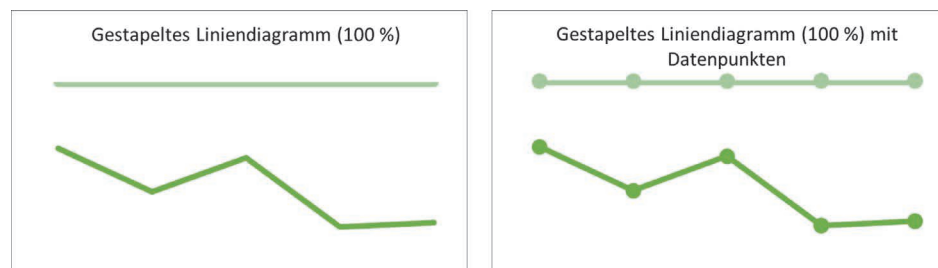 Gestapeltes Liniendiagramm (100 %)
Gestapeltes Liniendiagramm (100 %) mit
Datenpunkten